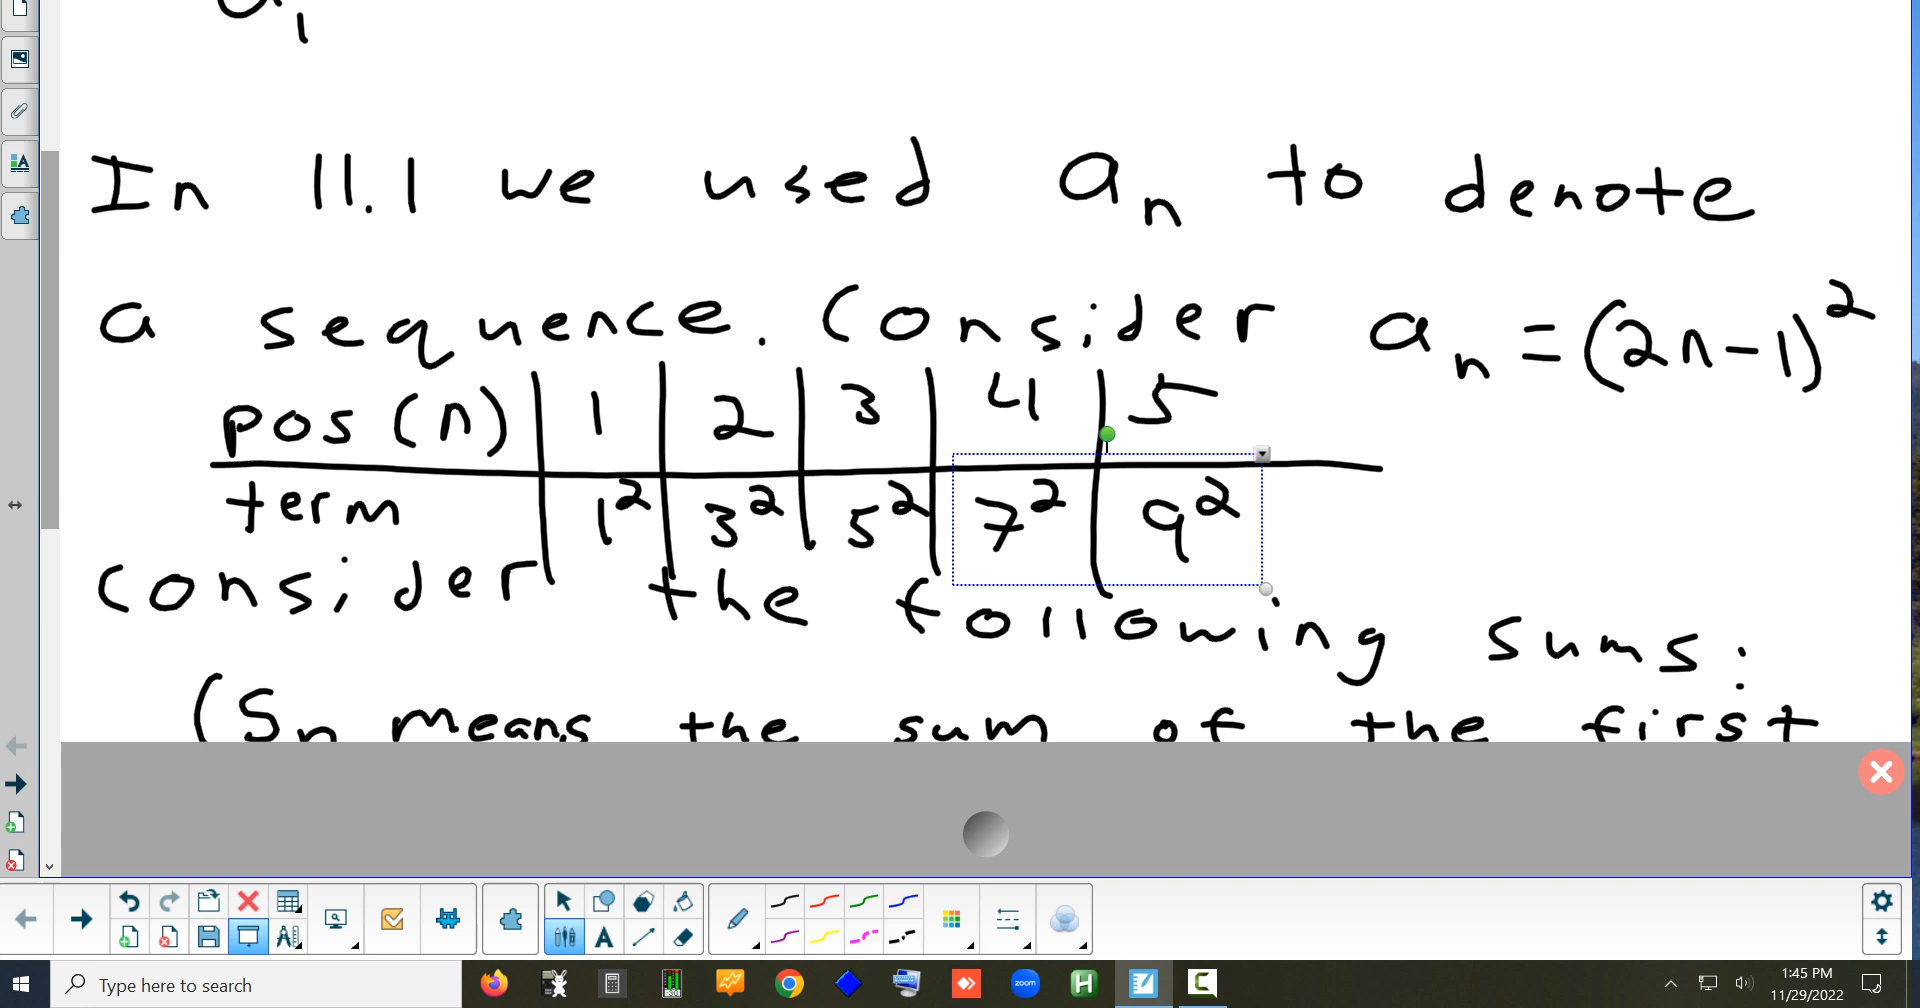 a₁
In 11.1 we used aₙ to denote
a sequence. Consider aₙ = (2n-1)²
pos (n) | 1 | 2 | 3 | 4 | 5
term | 1² | 3² | 5² | 7² | 9²
consider the following sums:
(Sₙ means the sum of the first
Type here to search
zoom
1:45 PM
11/29/2022